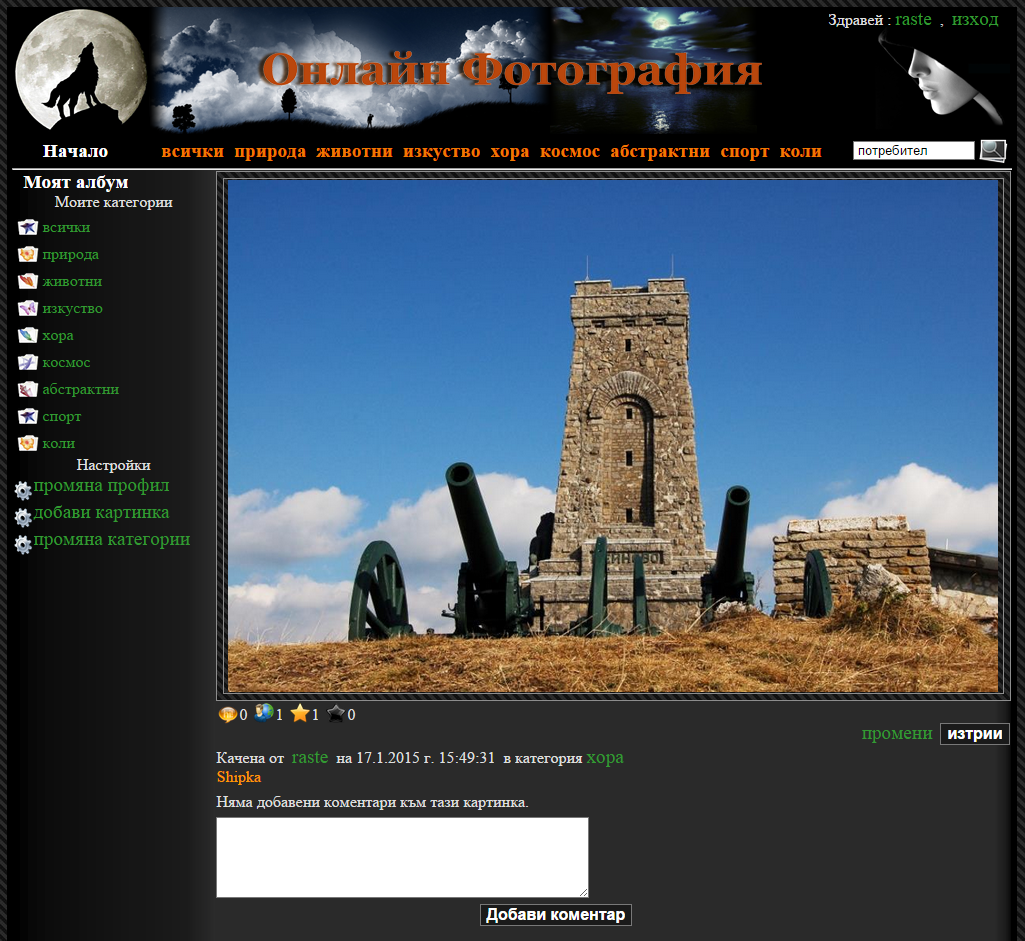 Здравей : raste , изход
Онлайн Фотография
Начало всички природа животни изкуство хора космос абстрактни спорт коли потребител
Моят албум
Моите категории
всички
природа
животни
изкуство
хора
космос
абстрактни
спорт
коли
Настройки
промяна профил
добави картинка
промяна категории
0 1 1 0
промени изтрии
Качена от raste на 17.1.2015 г. 15:49:31 в категория хора
Shipka
Няма добавени коментари към тази картинка.
Добави коментар